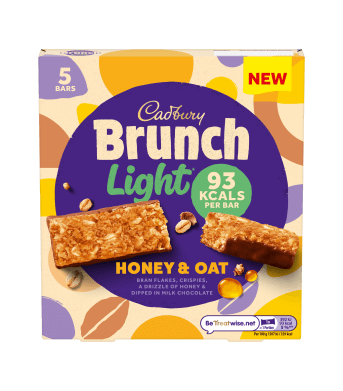 5
BARS
NEW
Cadbury
Brunch
Light
93
KCALS
PER BAR
HONEY & OAT
BRAN FLAKES, CRISPIES,
A DRIZZLE OF HONEY &
DIPPED IN MILK CHOCOLATE
BeTreatwise.net